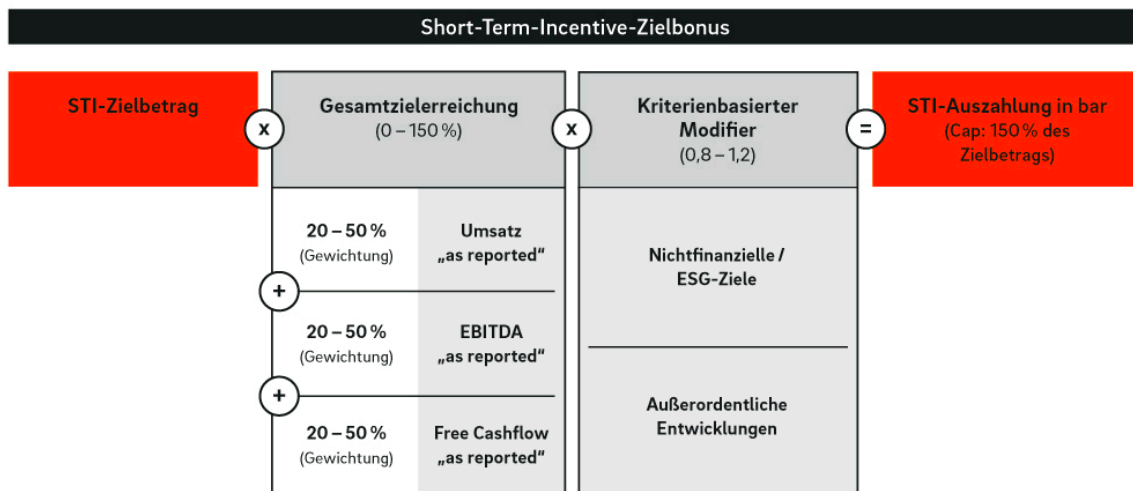 Short-Term-Incentive-Zielbonus
STI-Zielbetrag
x
Gesamtzielerreichung
(0 – 150 %)
x
Kriterienbasierter
Modifier
(0,8 – 1,2)
=
STI-Auszahlung in bar
(Cap: 150 % des
Zielbetrags)
20 – 50 %
(Gewichtung)
Umsatz
„as reported“
+
20 – 50 %
(Gewichtung)
EBITDA
„as reported“
+
20 – 50 %
(Gewichtung)
Free Cashflow
„as reported“
Nichtfinanzielle /
ESG-Ziele
Außerordentliche
Entwicklungen